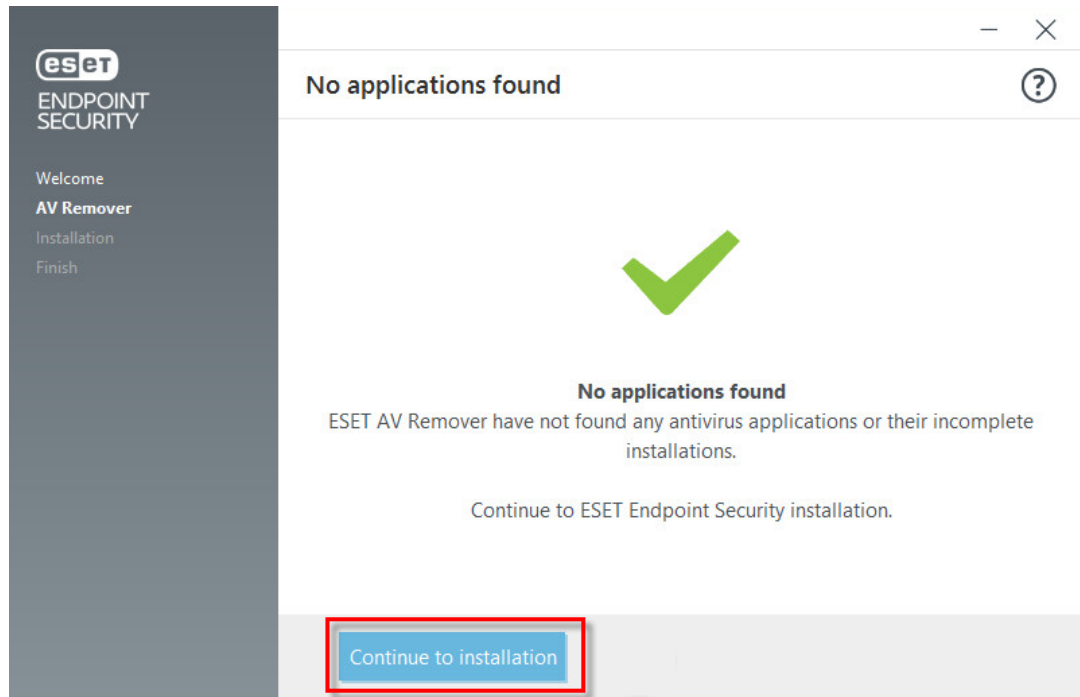 eseT
ENDPOINT
SECURITY
Welcome
AV Remover
Installation
Finish
No applications found
?
No applications found
ESET AV Remover have not found any antivirus applications or their incomplete
installations.
Continue to ESET Endpoint Security installation.
Continue to installation